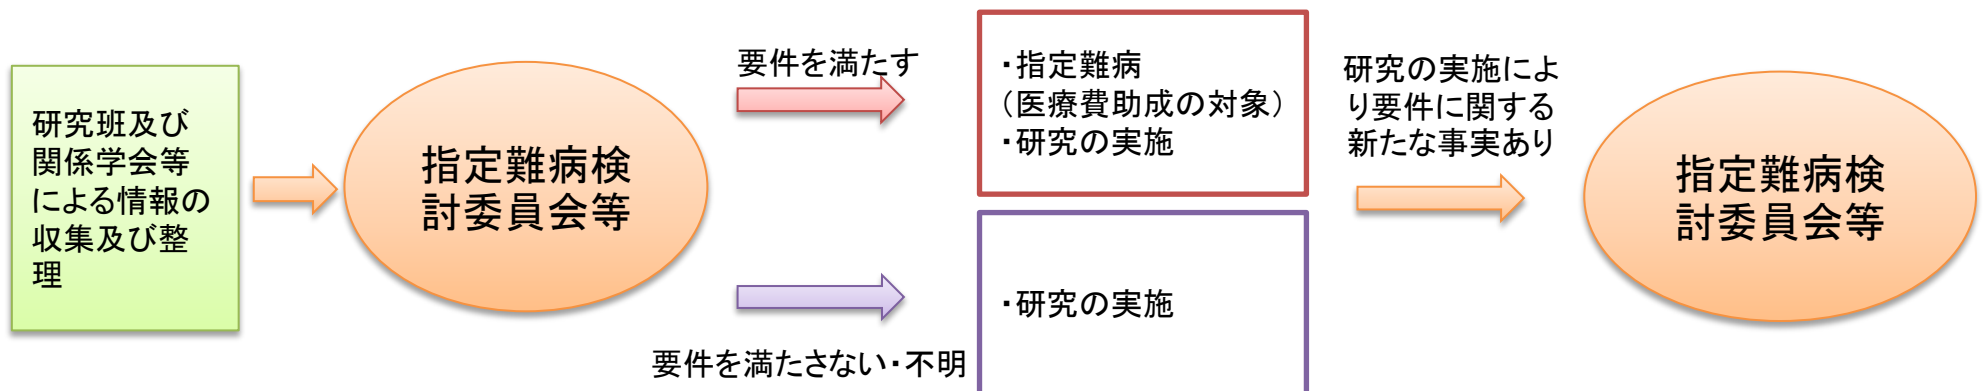 研究班及び
関係学会等
による情報の
収集及び整
理
指定難病検
討委員会等
要件を満たす
・指定難病
（医療費助成の対象）
・研究の実施
要件を満たさない・不明
・研究の実施
研究の実施によ
り要件に関する
新たな事実あり
指定難病検
討委員会等